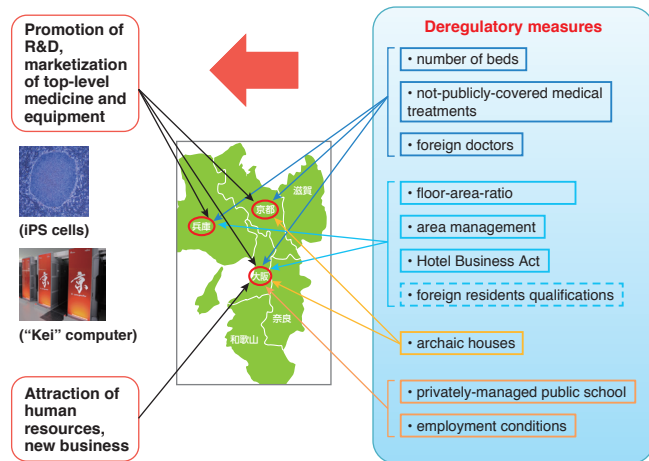 Promotion of
R&D,
marketization
of top-level
medicine and
equipment
(iPS cells)
京
(“Kei” computer)
Attraction of
human
resources,
new business
滋賀
京都
兵庫
大阪
奈良
和歌山
Deregulatory measures
• number of beds
• not-publicly-covered medical
treatments
• foreign doctors
• floor-area-ratio
• area management
• Hotel Business Act
• foreign residents qualifications
• archaic houses
• privately-managed public school
• employment conditions